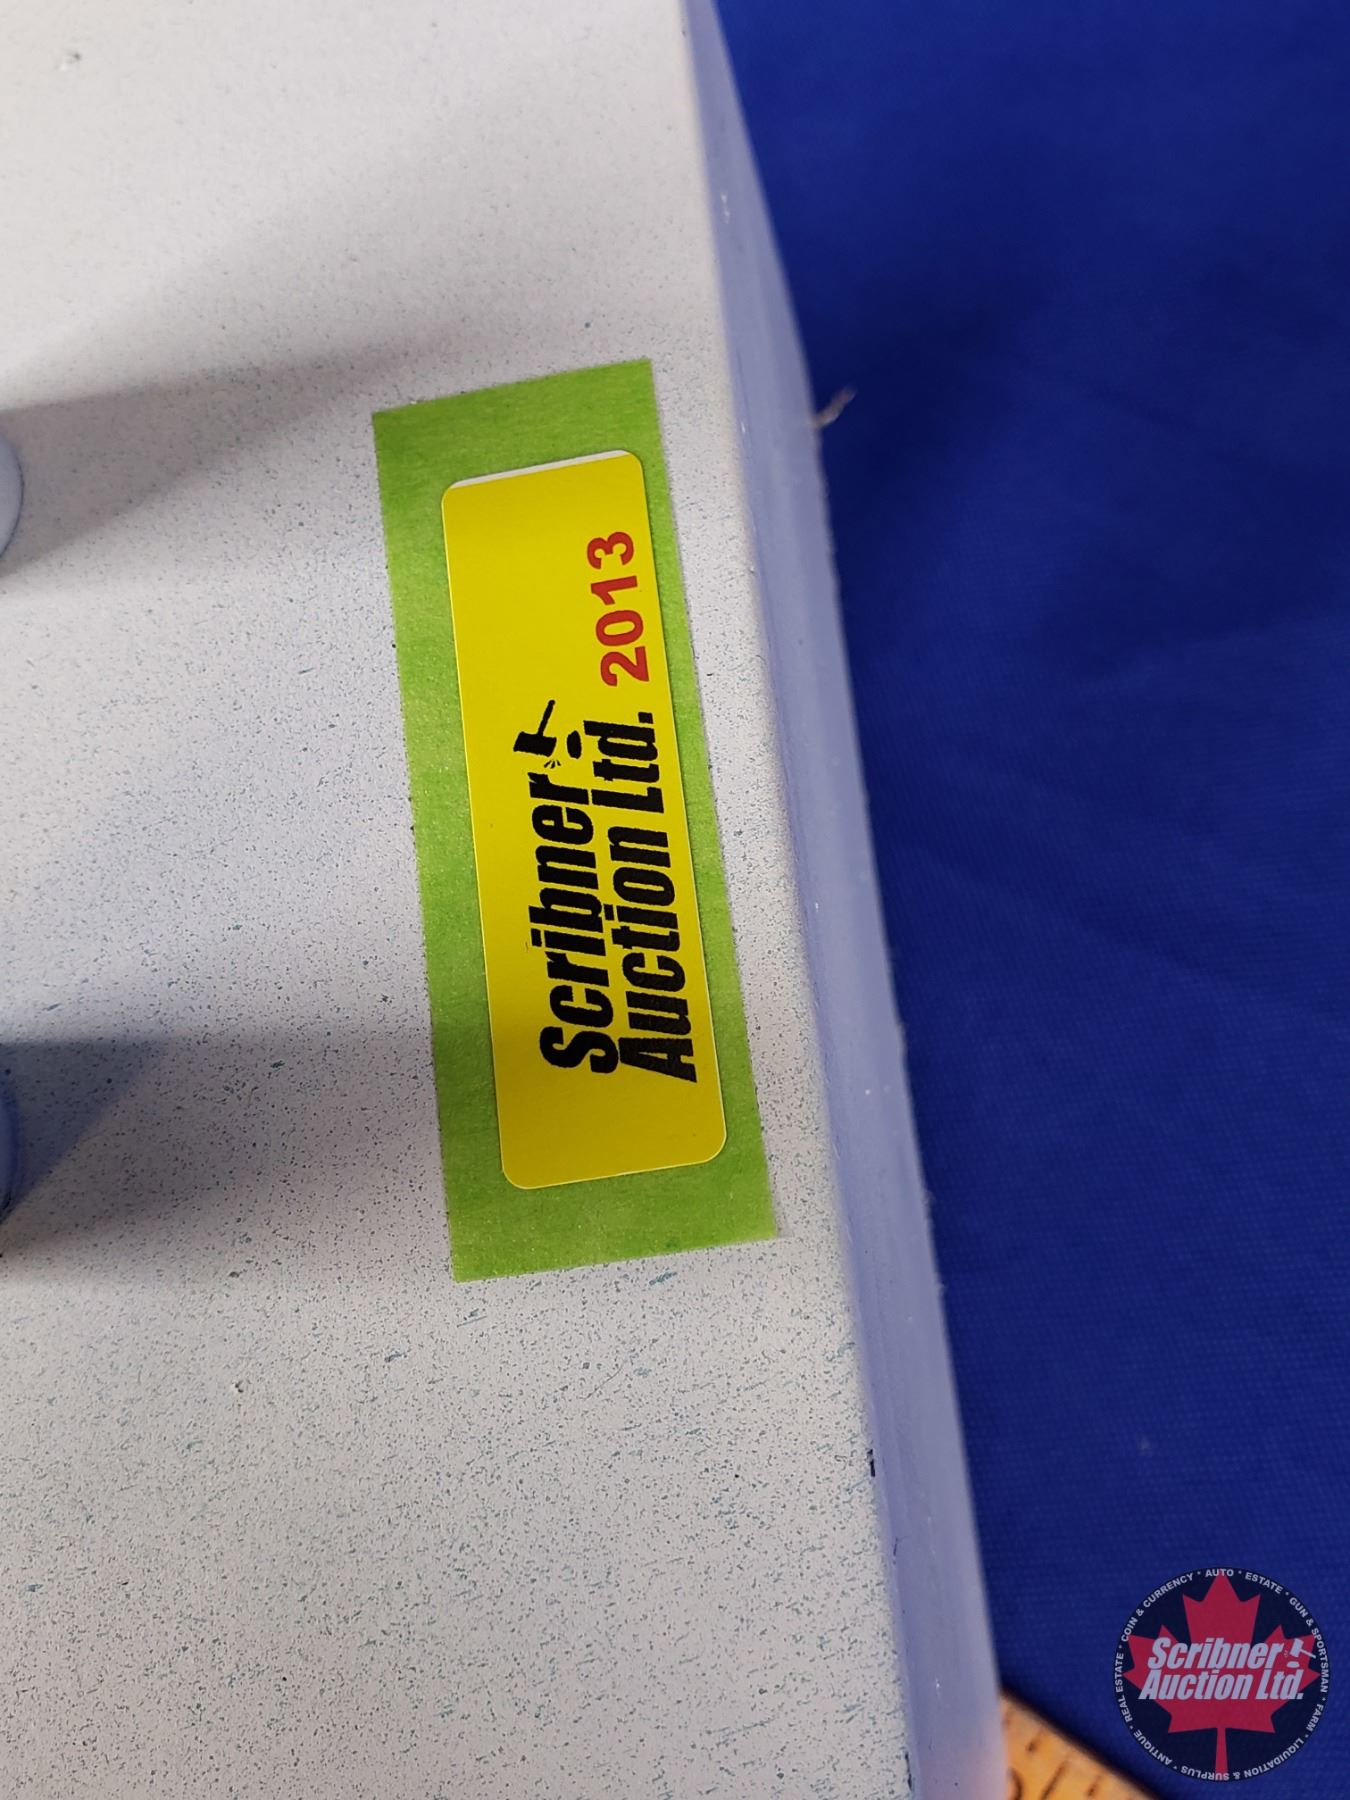 Scribner
Auction Ltd. 2013
COIN & CURRENCY * AUTO * ESTATE * GUN & SPORTSMAN * FARM * LIQUIDATION & SURPLUS * ANTIQUE * REAL ESTATE *
Scribner
Auction Ltd.